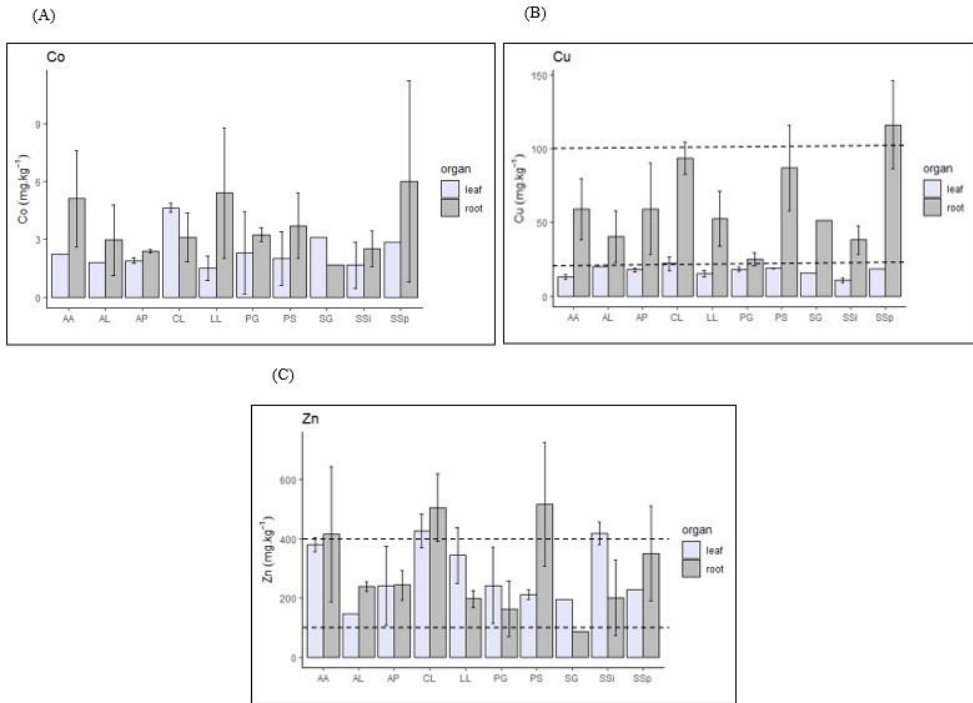 (A)
(B)
Co
Cu
Co (mg.kg⁻¹)
9
6
3
0
AA AL AP CL LL PG PS SG SSi SSp
organ
leaf
root
Cu (mg.kg⁻¹)
150
100
50
0
AA AL AP CL LL PG PS SG SSi SSp
organ
leaf
root
(C)
Zn
Zn (mg.kg⁻¹)
600
400
200
0
AA AL AP CL LL PG PS SG SSi SSp
organ
leaf
root